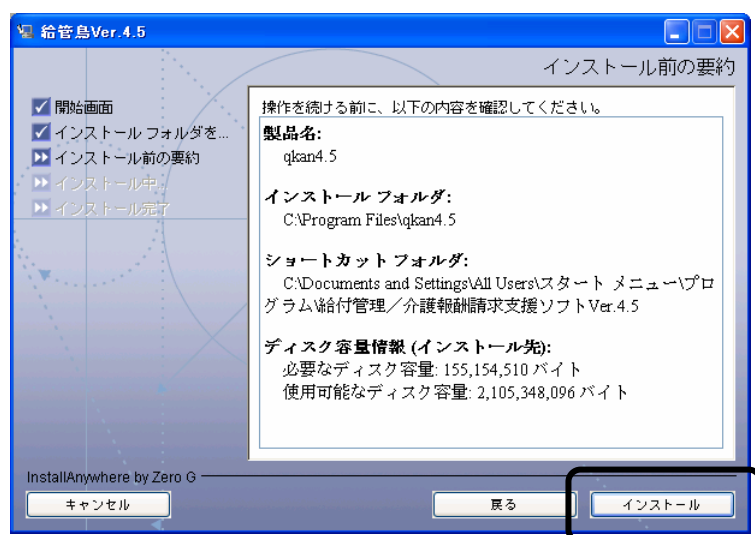 給管鳥Ver.4.5
インストール前の要約
開始画面
インストール フォルダを...
インストール前の要約
インストール中
インストール完了
操作を続ける前に、以下の内容を確認してください。
製品名:
qkan4.5
インストール フォルダ:
C:\Program Files\qkan4.5
ショートカット フォルダ:
C:\Documents and Settings\All Users\スタート メニュー\プロ
グラム\給付管理／介護報酬請求支援ソフトVer.4.5
ディスク容量情報 (インストール先):
必要なディスク容量: 155,154,510 バイト
使用可能なディスク容量: 2,105,348,096 バイト
InstallAnywhere by Zero G
キャンセル
戻る
インストール